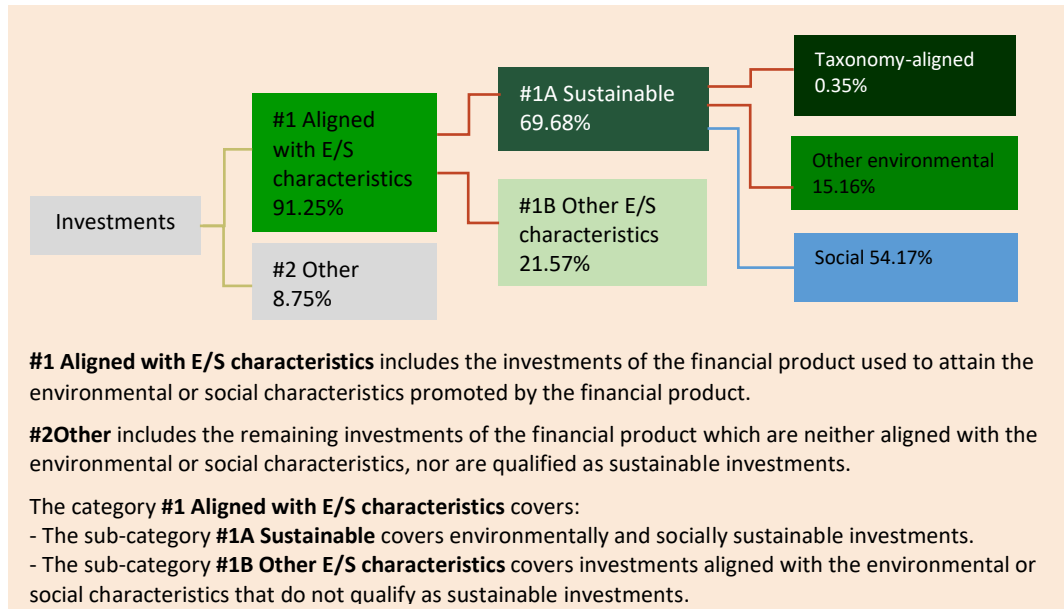 Investments
#1 Aligned
with E/S
characteristics
91.25%
#2 Other
8.75%
#1A Sustainable
69.68%
#1B Other E/S
characteristics
21.57%
Taxonomy-aligned
0.35%
Other environmental
15.16%
Social 54.17%
#1 Aligned with E/S characteristics includes the investments of the financial product used to attain the
environmental or social characteristics promoted by the financial product.
#2Other includes the remaining investments of the financial product which are neither aligned with the
environmental or social characteristics, nor are qualified as sustainable investments.
The category #1 Aligned with E/S characteristics covers:
- The sub-category #1A Sustainable covers environmentally and socially sustainable investments.
- The sub-category #1B Other E/S characteristics covers investments aligned with the environmental or
social characteristics that do not qualify as sustainable investments.